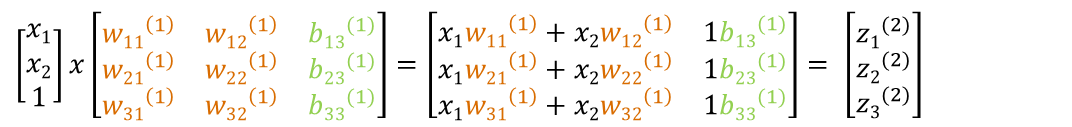 x₁ w₁₁⁽¹⁾ w₁₂⁽¹⁾ b₁₃⁽¹⁾ x₁w₁₁⁽¹⁾ + x₂w₁₂⁽¹⁾ 1b₁₃⁽¹⁾ z₁⁽²⁾
x₂ x w₂₁⁽¹⁾ w₂₂⁽¹⁾ b₂₃⁽¹⁾ = x₁w₂₁⁽¹⁾ + x₂w₂₂⁽¹⁾ 1b₂₃⁽¹⁾ = z₂⁽²⁾
1 w₃₁⁽¹⁾ w₃₂⁽¹⁾ b₃₃⁽¹⁾ x₁w₃₁⁽¹⁾ + x₂w₃₂⁽¹⁾ 1b₃₃⁽¹⁾ z₃⁽²⁾